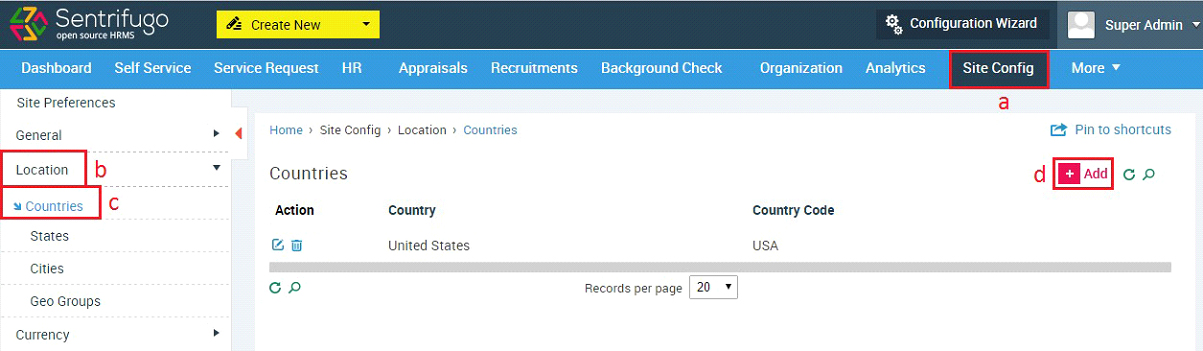 Sentrifugo
open source HRMS
Create New
Configuration Wizard
Super Admin
Dashboard Self Service Service Request HR Appraisals Recruitments Background Check Organization Analytics Site Config More
a
Site Preferences
General
Location b
Countries c
States
Cities
Geo Groups
Currency
Home > Site Config > Location > Countries
Pin to shortcuts
Countries
d + Add
Action Country Country Code
United States USA
Records per page 20